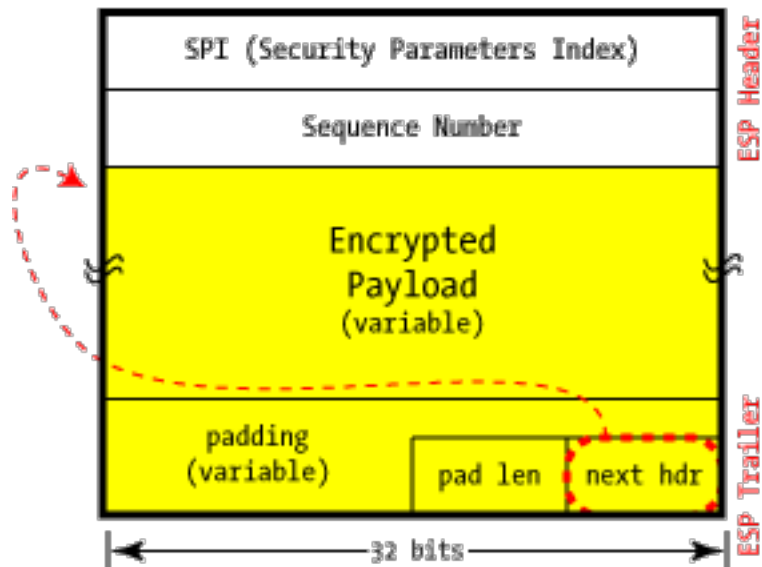 SPI (Security Parameters Index)
Sequence Number
ESP Header
Encrypted
Payload
(variable)
padding
(variable)
pad len
next hdr
ESP Trailer
32 bits